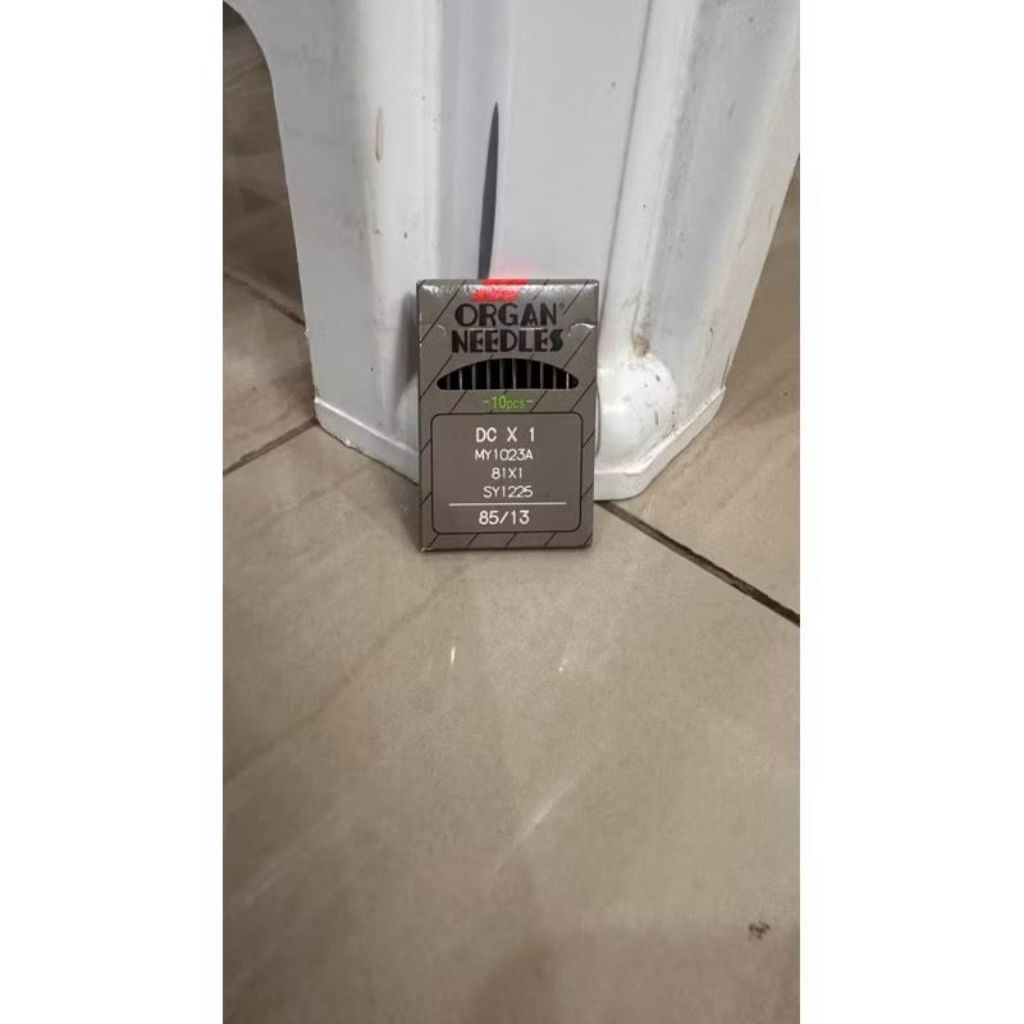 ORGAN®
NEEDLES
-10pcs-
DC X 1
MY1023A
81X1
SY1225
85/13